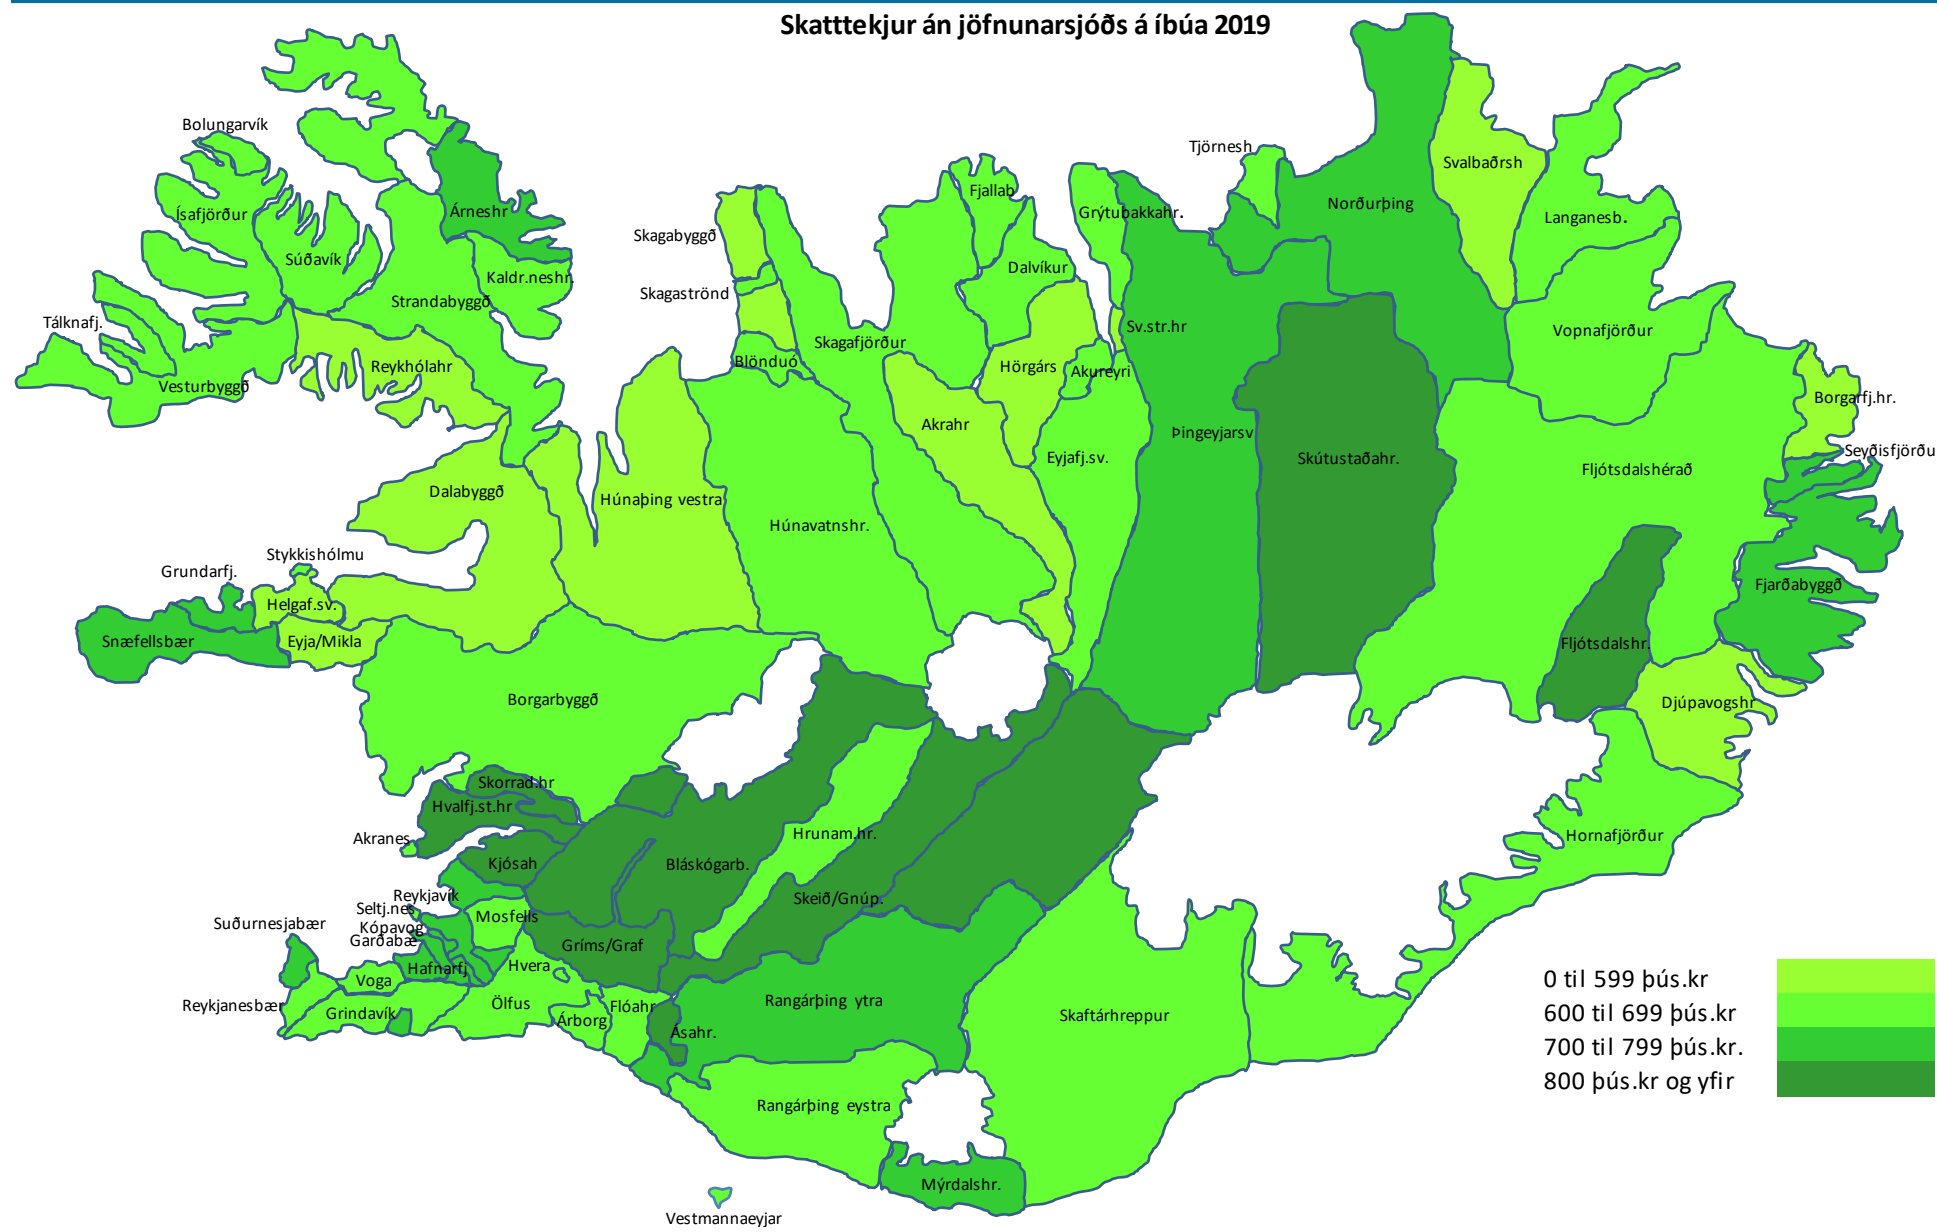 Skatttekjur án jöfnunarsjóðs á íbúa 2019
Bolungarvík
Ísafjörður
Súðavík
Árneshr
Kaldr.neshr.
Strandabyggð
Tálknafj.
Vesturbyggð
Reykhólahr
Dalabyggð
Stykkishólmu
Grundarfj.
Helgaf.sv.
Snæfellsbær
Eyja/Mikla
Borgarbyggð
Skagabyggð
Skagaströnd
Blönduó
Skagafjörður
Húnaþing vestra
Húnavatnshr.
Akrahr
Fjallab
Dalvíkur
Hörgárs
Akureyri
Eyjafj.sv.
Grýtubakkahr.
Sv.str.hr
Þingeyjarsv
Tjörnesh
Norðurþing
Svalbaðrsh
Langanesb.
Vopnafjörður
Skútustaðahr.
Fljótsdalshérað
Borgarfj.hr.
Seyðisfjörðu
Fjarðabyggð
Fljótsdalshr.
Djúpavogshr
Hornafjörður
Skorrad.hr
Hvalfj.st.hr
Akranes
Kjósah
Reykjavík
Seltj.nes
Kópavog
Garðabæ
Mosfells
Hafnarfj
Suðurnesjabær
Voga
Reykjanesbær
Grindavík
Hvera
Ölfus
Árborg
Flóahr
Gríms/Graf
Bláskógarb.
Hrunam.hr.
Skeið/Gnúp.
Ásahr.
Rangárþing ytra
Rangárþing eystra
Skaftárhreppur
Mýrdalshr.
Vestmannaeyjar
0 til 599 þús.kr
600 til 699 þús.kr
700 til 799 þús.kr.
800 þús.kr og yfir